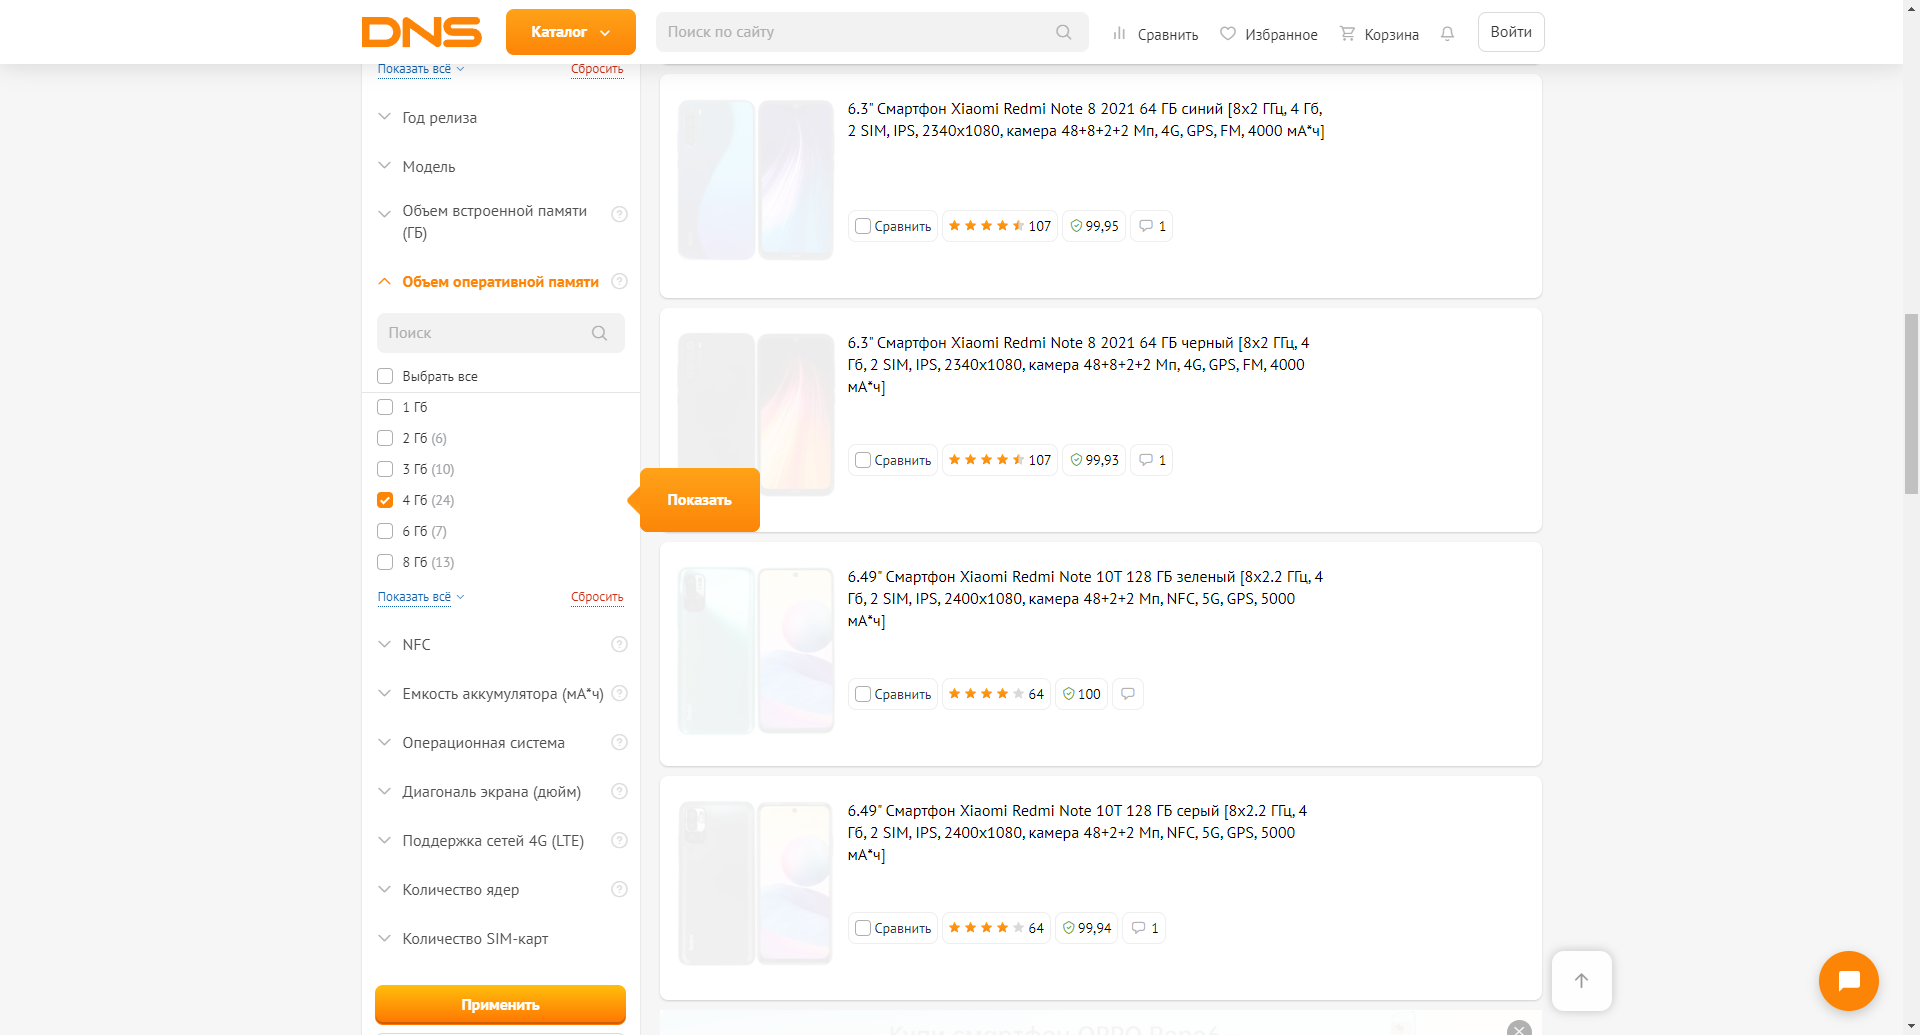 DNS
Каталог
Поиск по сайту
Сравнить
Избранное
Корзина
Войти
Показать всё
Сбросить
Год релиза
Модель
Объем встроенной памяти
(ГБ)
?
Объем оперативной памяти
?
Поиск
Выбрать все
1 Гб
2 Гб (6)
3 Гб (10)
4 Гб (24)
6 Гб (7)
8 Гб (13)
Показать всё
Сбросить
Показать
NFC
?
Емкость аккумулятора (мА*ч)
?
Операционная система
?
Диагональ экрана (дюйм)
?
Поддержка сетей 4G (LTE)
?
Количество ядер
?
Количество SIM-карт
Применить
6.3" Смартфон Xiaomi Redmi Note 8 2021 64 ГБ синий [8x2 ГГц, 4 Гб,
2 SIM, IPS, 2340x1080, камера 48+8+2+2 Мп, 4G, GPS, FM, 4000 мА*ч]
Сравнить
107
99,95
1
6.3" Смартфон Xiaomi Redmi Note 8 2021 64 ГБ черный [8x2 ГГц, 4
Гб, 2 SIM, IPS, 2340x1080, камера 48+8+2+2 Мп, 4G, GPS, FM, 4000
мА*ч]
Сравнить
107
99,93
1
6.49" Смартфон Xiaomi Redmi Note 10T 128 ГБ зеленый [8x2.2 ГГц, 4
Гб, 2 SIM, IPS, 2400x1080, камера 48+2+2 Мп, NFC, 5G, GPS, 5000
мА*ч]
Сравнить
64
100
6.49" Смартфон Xiaomi Redmi Note 10T 128 ГБ серый [8x2.2 ГГц, 4
Гб, 2 SIM, IPS, 2400x1080, камера 48+2+2 Мп, NFC, 5G, GPS, 5000
мА*ч]
Сравнить
64
99,94
1
Купи смартфон OPPO Reno6